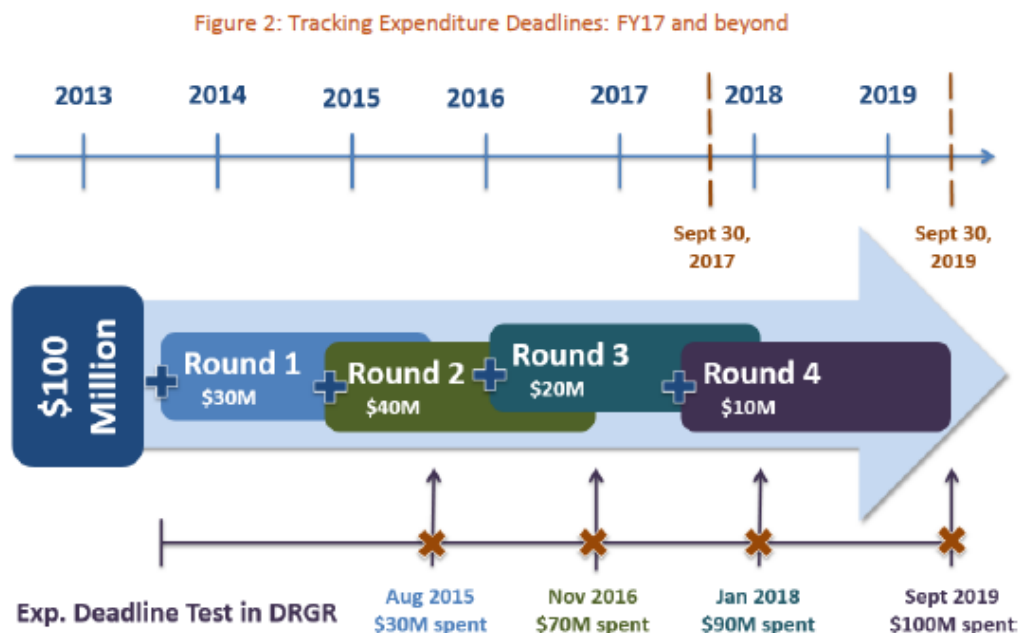 Figure 2: Tracking Expenditure Deadlines: FY17 and beyond
2013 2014 2015 2016 2017 2018 2019
Sept 30,
2017
Sept 30,
2019
$100
Million
Round 1
$30M
Round 2
$40M
Round 3
$20M
Round 4
$10M
Exp. Deadline Test in DRGR
Aug 2015
$30M spent
Nov 2016
$70M spent
Jan 2018
$90M spent
Sept 2019
$100M spent